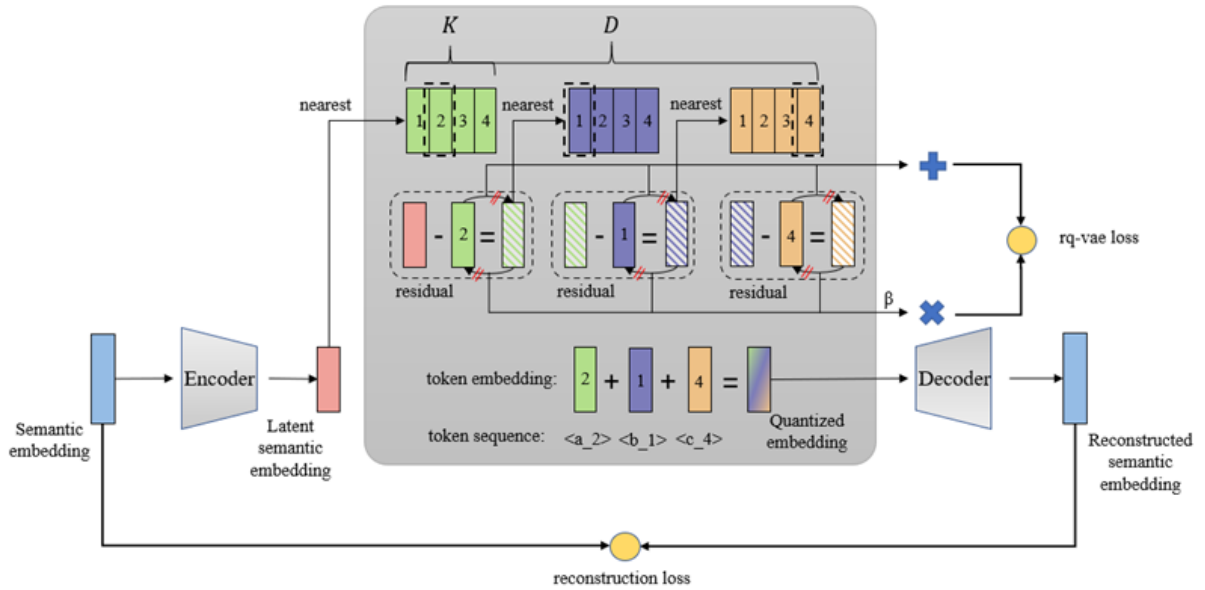 K D
nearest 1 2 3 4 nearest 1 2 3 4 nearest 1 2 3 4
- 2 = - 1 = - 4 =
residual residual residual
rq-vae loss
β
Encoder
Decoder
token embedding: 2 + 1 + 4 =
Quantized
embedding
token sequence: <a_2> <b_1> <c_4>
Semantic
embedding
Latent
semantic
embedding
Reconstructed
semantic
embedding
reconstruction loss